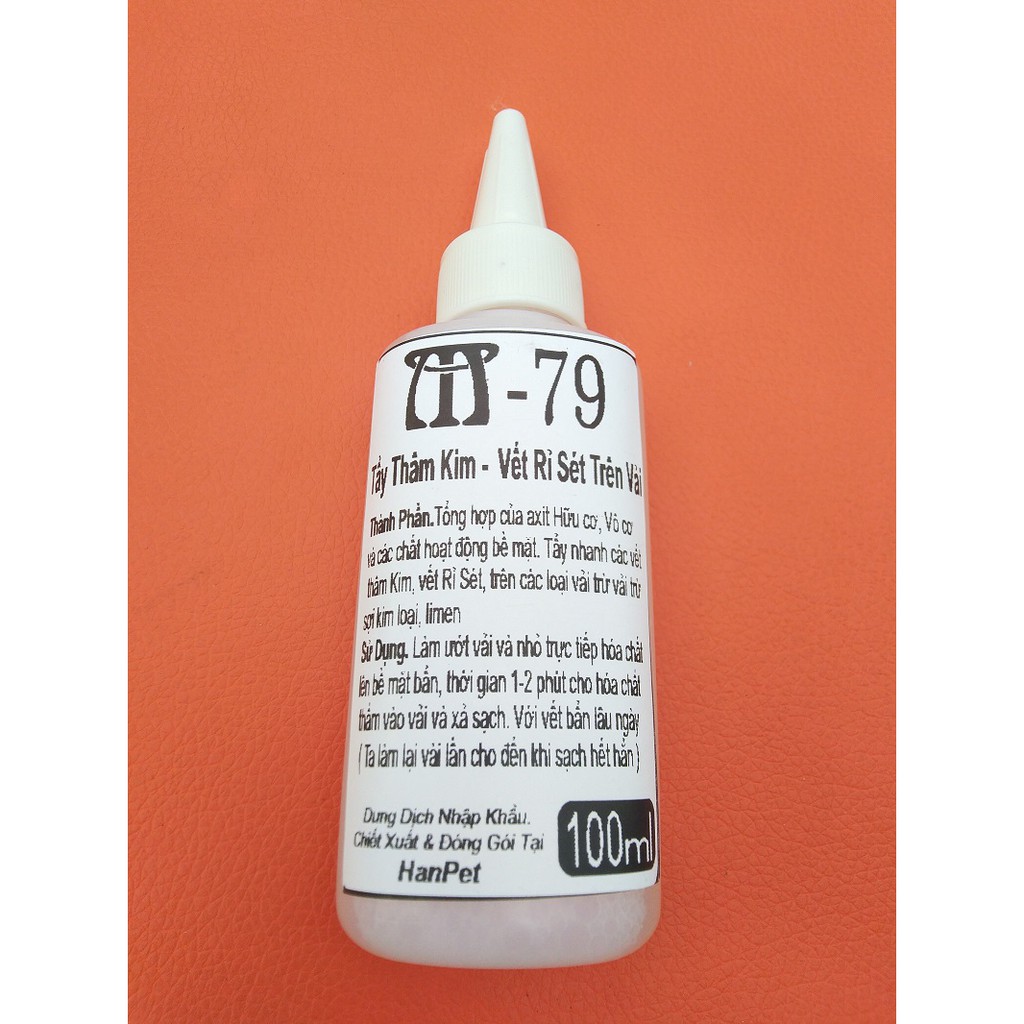 M-79
Tẩy Thâm Kim - Vết Rỉ Sét Trên Vải
Thành Phần.Tổng hợp của axit Hữu cơ, Vô cơ
và các chất hoạt động bề mặt. Tẩy nhanh các vết
thâm Kim, vết Rỉ Sét, trên các loại vải trừ vải trừ
sợi kim loại, limen
Sử Dụng. Làm ướt vải và nhỏ trực tiếp hóa chất
lên bề mặt bẩn, thời gian 1-2 phút cho hóa chất
thấm vào vải và xả sạch. Với vết bẩn lâu ngày
( Ta làm lại vài lần cho đến khi sạch hết hẳn )
Dung Dịch Nhập Khẩu.
Chiết Xuất & Đóng Gói Tại
HanPet
100ml